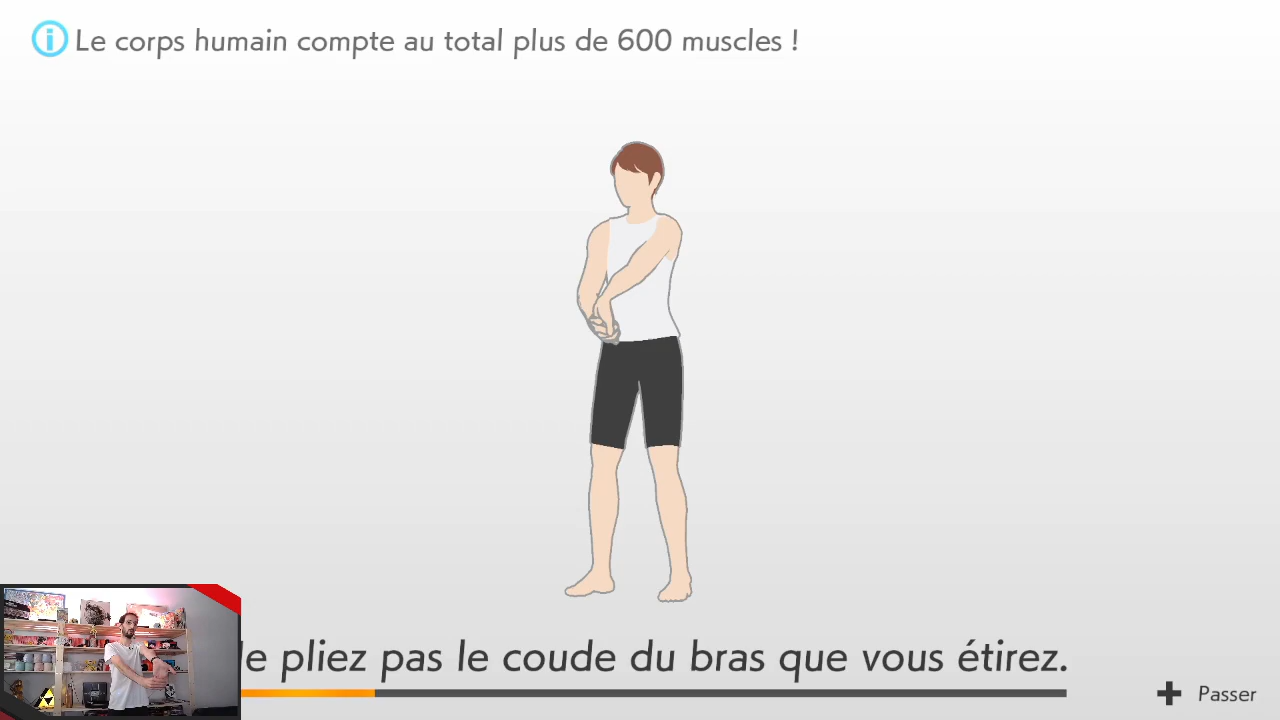 Le corps humain compte au total plus de 600 muscles !
e pliez pas le coude du bras que vous étirez.
Passer